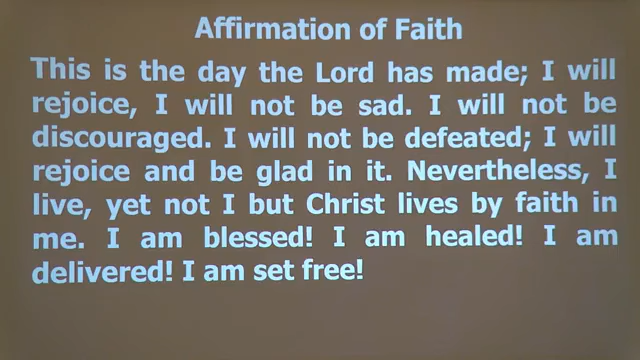 Affirmation of Faith
This is the day the Lord has made; I will
rejoice, I will not be sad. I will not be
discouraged. I will not be defeated; I will
rejoice and be glad in it. Nevertheless, I
live, yet not I but Christ lives by faith in
me. I am blessed! I am healed! I am
delivered! I am set free!